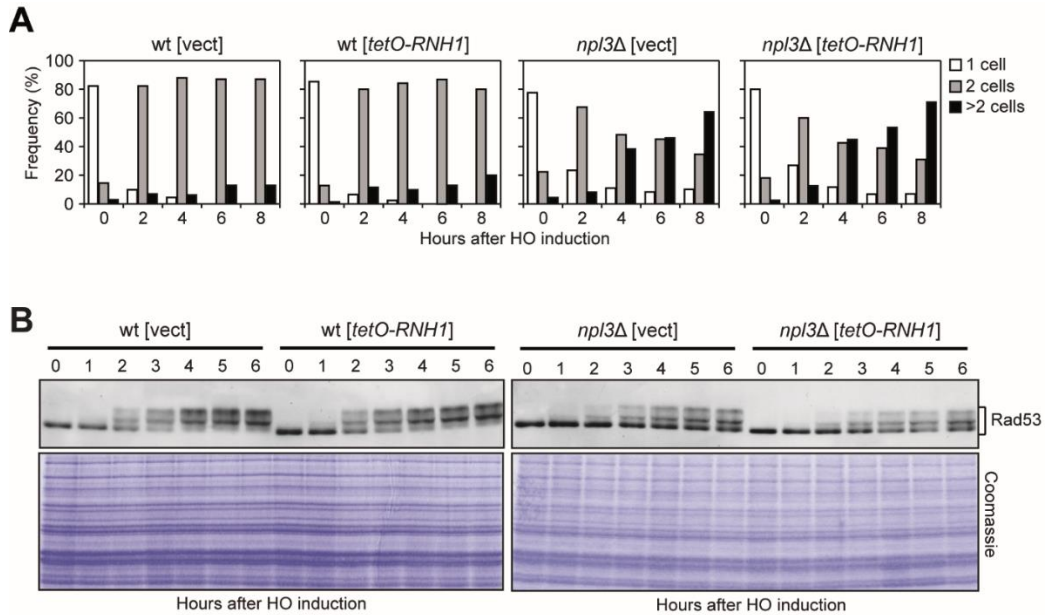 A
wt [vect]
wt [tetO-RNH1]
npl3Δ [vect]
npl3Δ [tetO-RNH1]
Frequency (%)
80
60
40
20
0
0 2 4 6 8
0 2 4 6 8
0 2 4 6 8
0 2 4 6 8
1 cell
2 cells
>2 cells
Hours after HO induction
B
wt [vect]
wt [tetO-RNH1]
npl3Δ [vect]
npl3Δ [tetO-RNH1]
0 1 2 3 4 5 6 0 1 2 3 4 5 6
0 1 2 3 4 5 6 0 1 2 3 4 5 6
Rad53
Coomassie
Hours after HO induction
Hours after HO induction